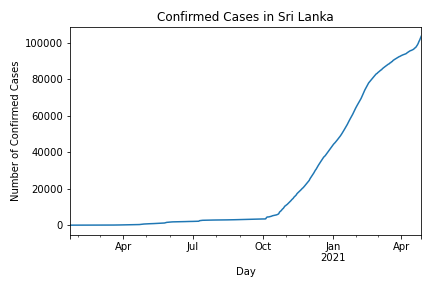 Confirmed Cases in Sri Lanka
Number of Confirmed Cases
100000
80000
60000
40000
20000
0
Apr
Jul
Oct
Jan
2021
Apr
Day